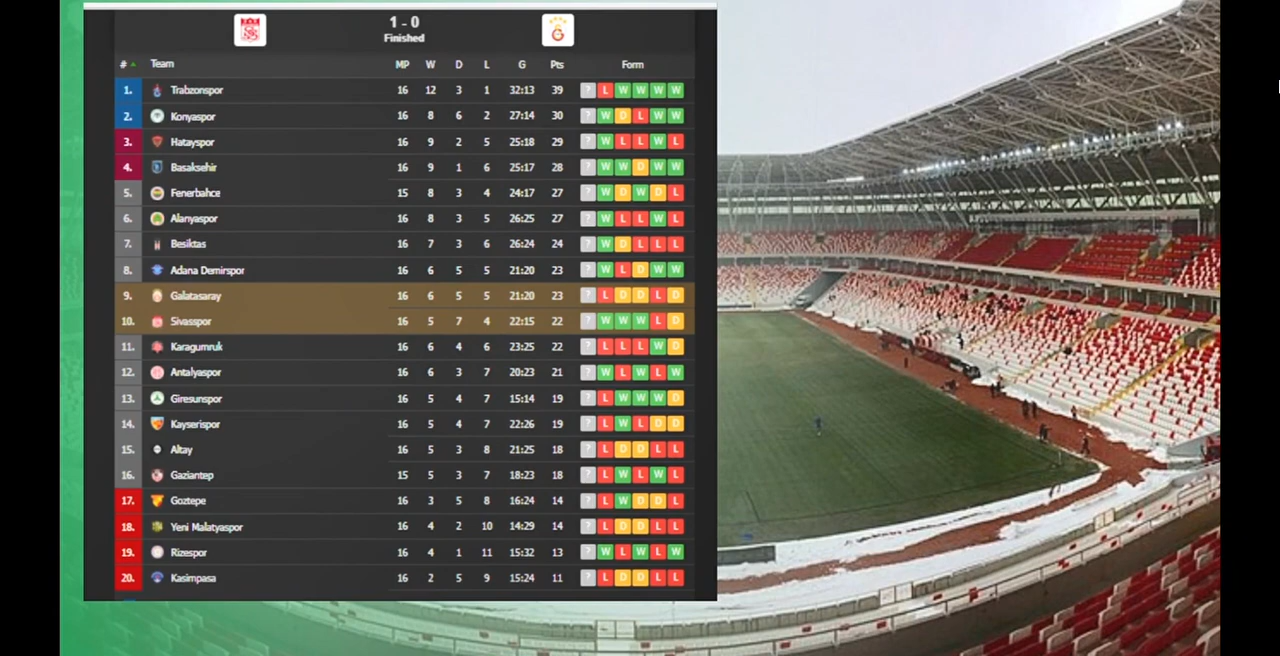 1 - 0
Finished
# Team MP W D L G Pts Form
1. Trabzonspor 16 12 3 1 32:13 39 ? L W W W W
2. Konyaspor 16 8 6 2 27:14 30 ? W D L W W
3. Hatayspor 16 9 2 5 25:18 29 ? W L L W L
4. Basaksehir 16 9 1 6 25:17 28 ? W W D W W
5. Fenerbahce 15 8 3 4 24:17 27 ? W D W D L
6. Alanyaspor 16 8 3 5 26:25 27 ? W L L W L
7. Besiktas 16 7 3 6 26:24 24 ? W D L L L
8. Adana Demirspor 16 6 5 5 21:20 23 ? W L D W W
9. Galatasaray 16 6 5 5 21:20 23 ? L D D L D
10. Sivasspor 16 5 7 4 22:15 22 ? W W W L D
11. Karagumruk 16 6 4 6 23:25 22 ? L L L W D
12. Antalyaspor 16 6 3 7 20:23 21 ? W L W L W
13. Giresunspor 16 5 4 7 15:14 19 ? L W W W D
14. Kayserispor 16 5 4 7 22:26 19 ? L W L D D
15. Altay 16 5 3 8 21:25 18 ? L D D L L
16. Gaziantep 15 5 3 7 18:23 18 ? L W L W L
17. Goztepe 16 3 5 8 16:24 14 ? L W D D L
18. Yeni Malatyaspor 16 4 2 10 14:29 14 ? L D D L L
19. Rizespor 16 4 1 11 15:32 13 ? W L W L W
20. Kasimpasa 16 2 5 9 15:24 11 ? L D D L L